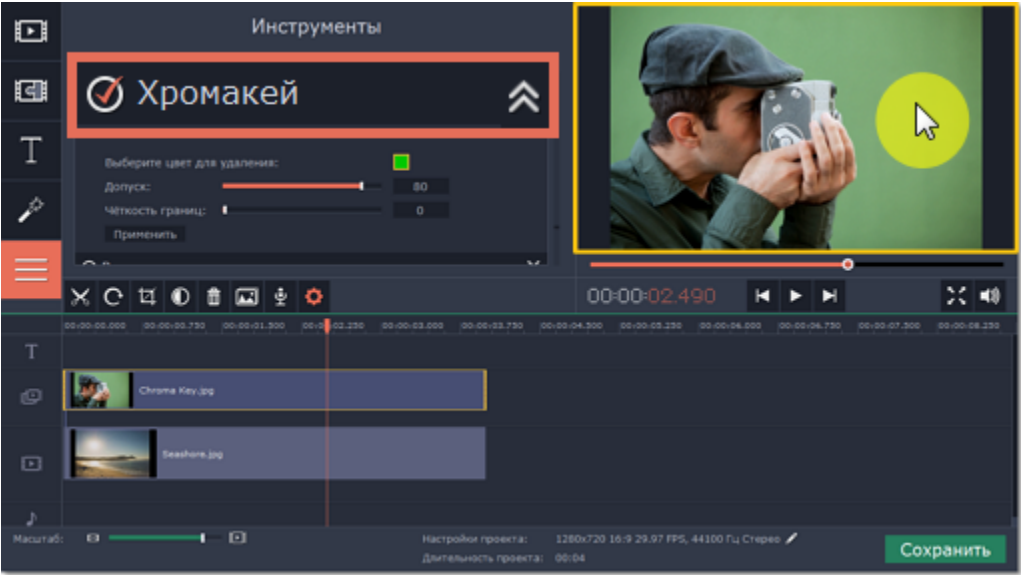 Инструменты
Хромакей
Выберите цвет для удаления:
Допуск: 80
Чёткость границ: 0
Применить
00:00:02.490
00:00:00.000 00:00:00.750 00:00:01.500 02.250 00:00:03.000 00:00:03.750 00:00:04.500 00:00:05.250 00:00:06.000 00:00:06.750 00:00:07.500 00:00:08.250
T
Chroma Key.jpg
Seashore.jpg
Масштаб:
Настройки проекта: 1280x720 16:9 29.97 FPS, 44100 Гц Стерео
Длительность проекта: 00:04
Сохранить